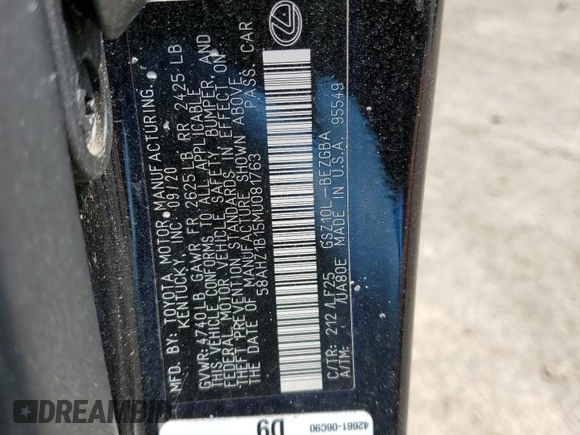 MFD. BY: TOYOTA MOTOR MANUFACTURING,
KENTUCKY, INC. 09/20
GVWR: 4740 LB GAWR FR 2625 LB RR 2425 LB
THIS VEHICLE CONFORMS TO ALL APPLICABLE
FEDERAL MOTOR VEHICLE SAFETY, BUMPER, AND
THEFT PREVENTION STANDARDS IN EFFECT ON
THE DATE OF MANUFACTURE SHOWN ABOVE.
58AHZ1B15MU081763 PASS. CAR
C/TR: 212 /LF25 GSZ10L-BEZGBA
A/TM: /UA80E MADE IN U.S.A. 95549
42661-06C90
D9
DREAMBID